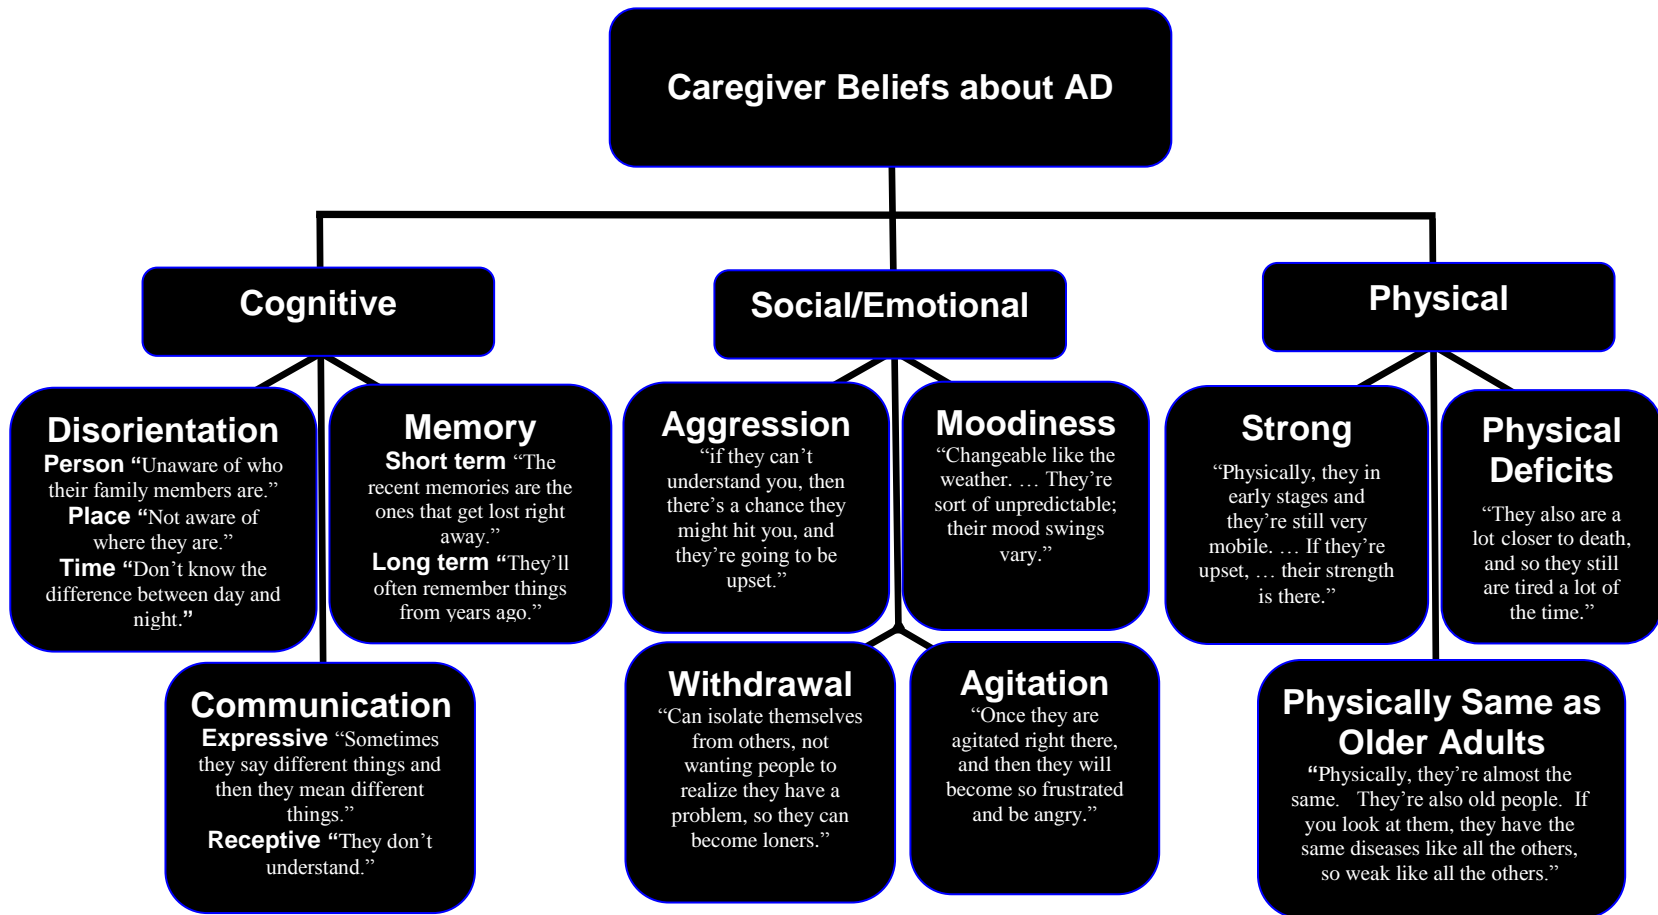 Caregiver Beliefs about AD
Cognitive
Social/Emotional
Physical
Disorientation
Person “Unaware of who
their family members are.”
Place “Not aware of
where they are.”
Time “Don’t know the
difference between day and
night.”
Memory
Short term “The
recent memories are the
ones that get lost right
away.”
Long term “They’ll
often remember things
from years ago.”
Communication
Expressive “Sometimes
they say different things and
then they mean different
things.”
Receptive “They don’t
understand.”
Aggression
“if they can’t
understand you, then
there’s a chance they
might hit you, and
they’re going to be
upset.”
Moodiness
“Changeable like the
weather. … They’re
sort of unpredictable;
their mood swings
vary.”
Withdrawal
“Can isolate themselves
from others, not
wanting people to
realize they have a
problem, so they can
become loners.”
Agitation
“Once they are
agitated right there,
and then they will
become so frustrated
and be angry.”
Strong
“Physically, they in
early stages and
they’re still very
mobile. … If they’re
upset, … their strength
is there.”
Physical
Deficits
“They also are a
lot closer to death,
and so they still
are tired a lot of
the time.”
Physically Same as
Older Adults
“Physically, they’re almost the
same. They’re also old people. If
you look at them, they have the
same diseases like all the others,
so weak like all the others.”